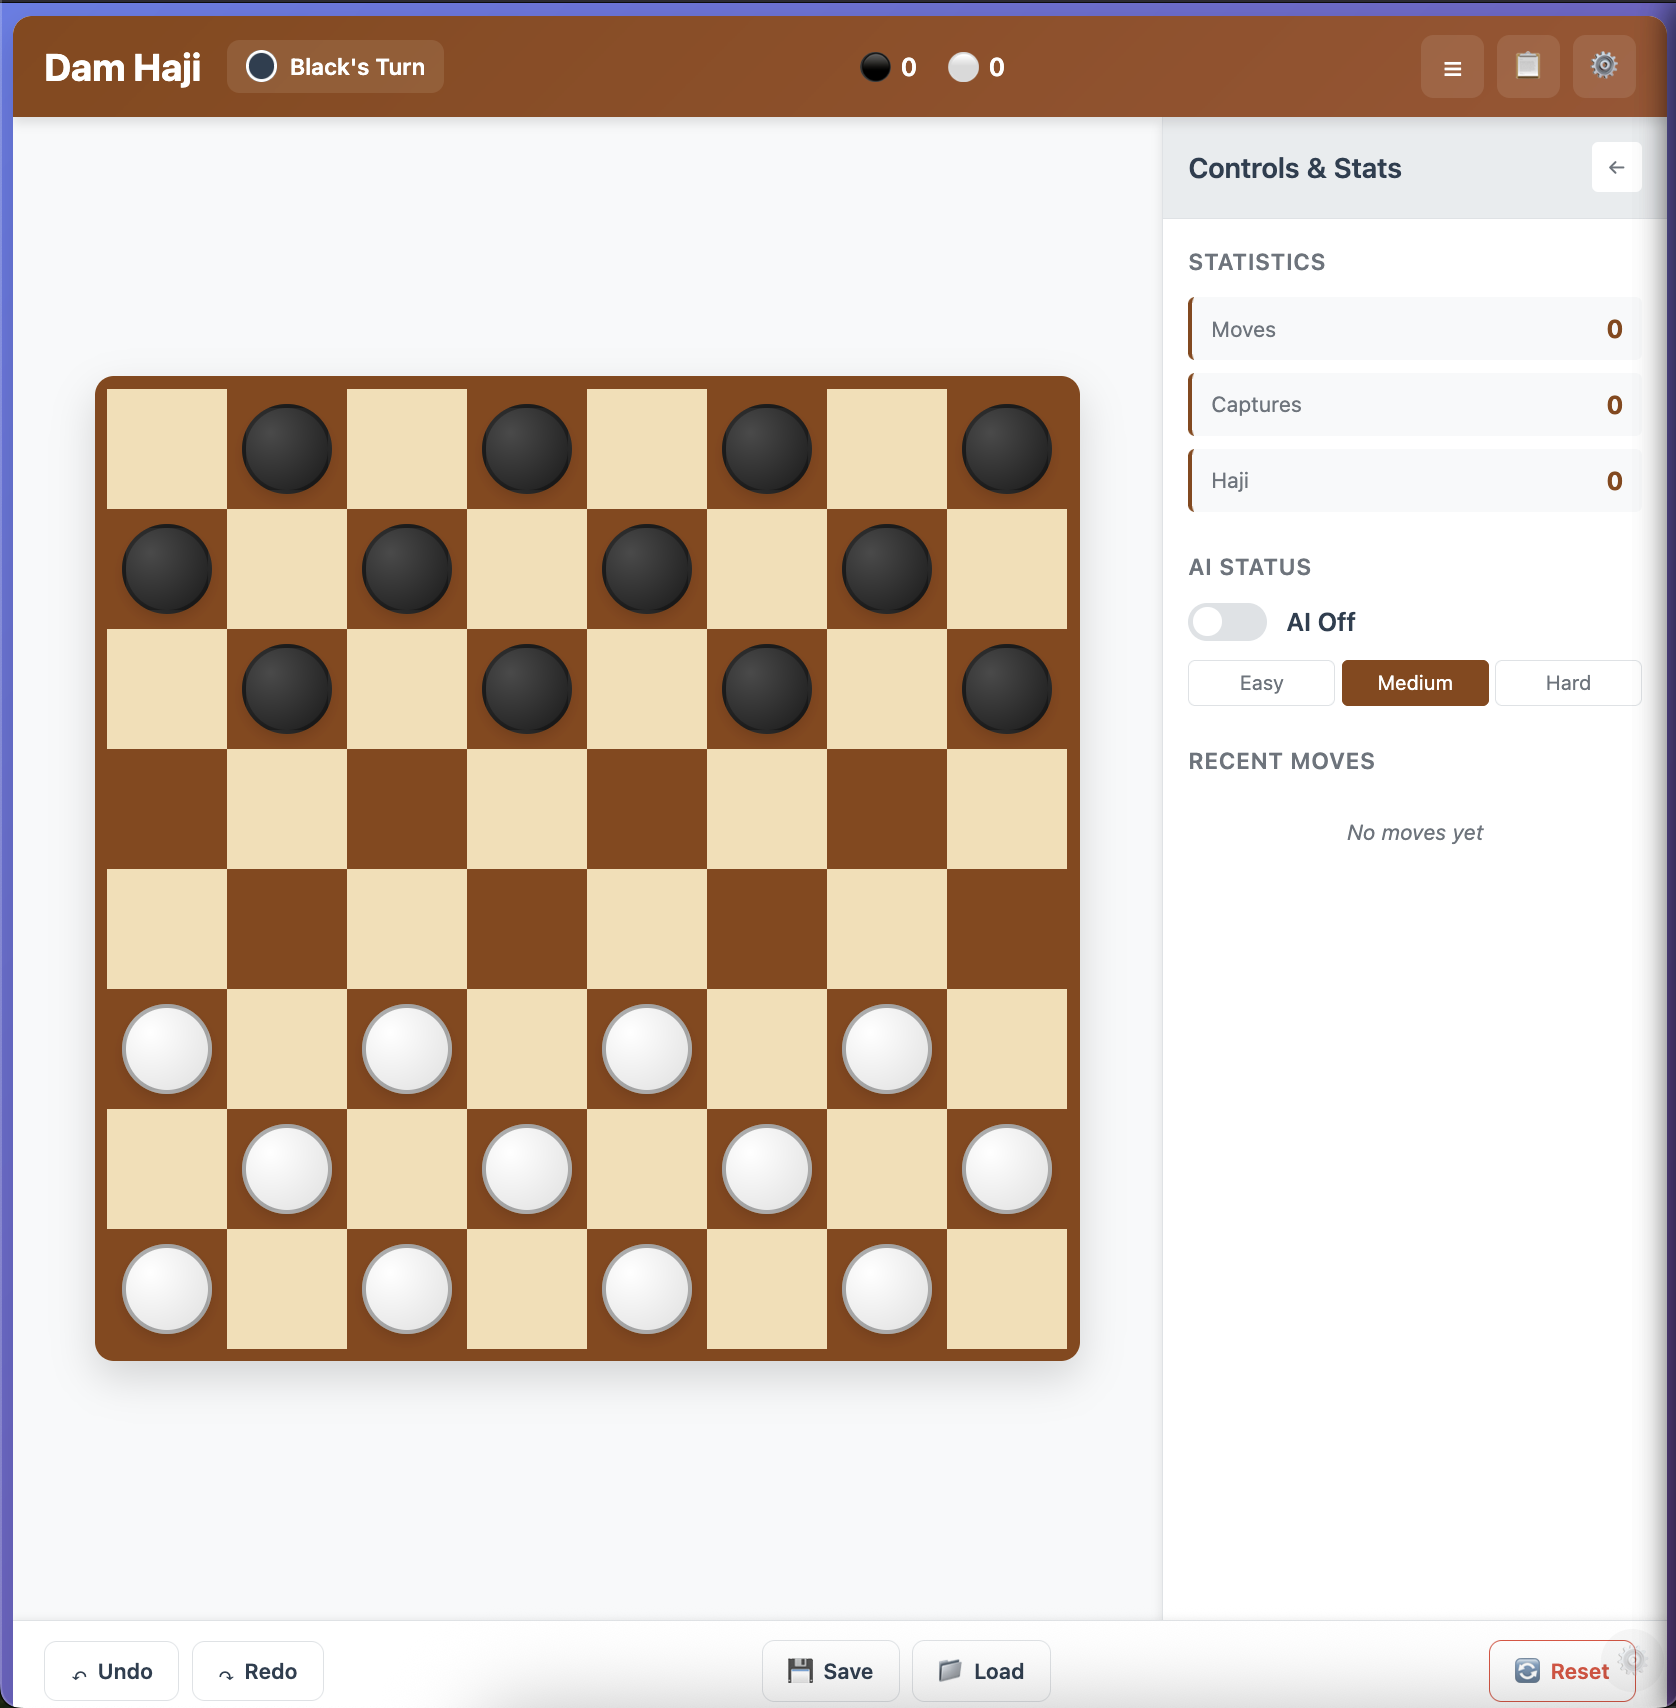 Dam Haji
Black's Turn
0
0
Controls & Stats
STATISTICS
Moves 0
Captures 0
Haji 0
AI STATUS
AI Off
Easy Medium Hard
RECENT MOVES
No moves yet
Undo Redo Save Load Reset